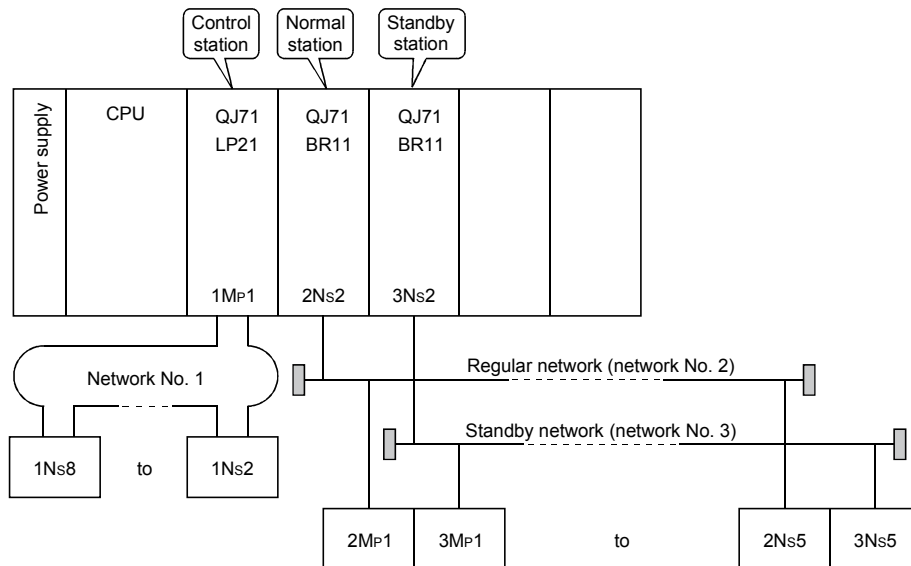 Control
station
Normal
station
Standby
station
Power supply
CPU
QJ71
LP21
QJ71
BR11
QJ71
BR11
1MP1
2NS2
3NS2
Network No. 1
Regular network (network No. 2)
Standby network (network No. 3)
1NS8
to
1NS2
2MP1
3MP1
to
2NS5
3NS5